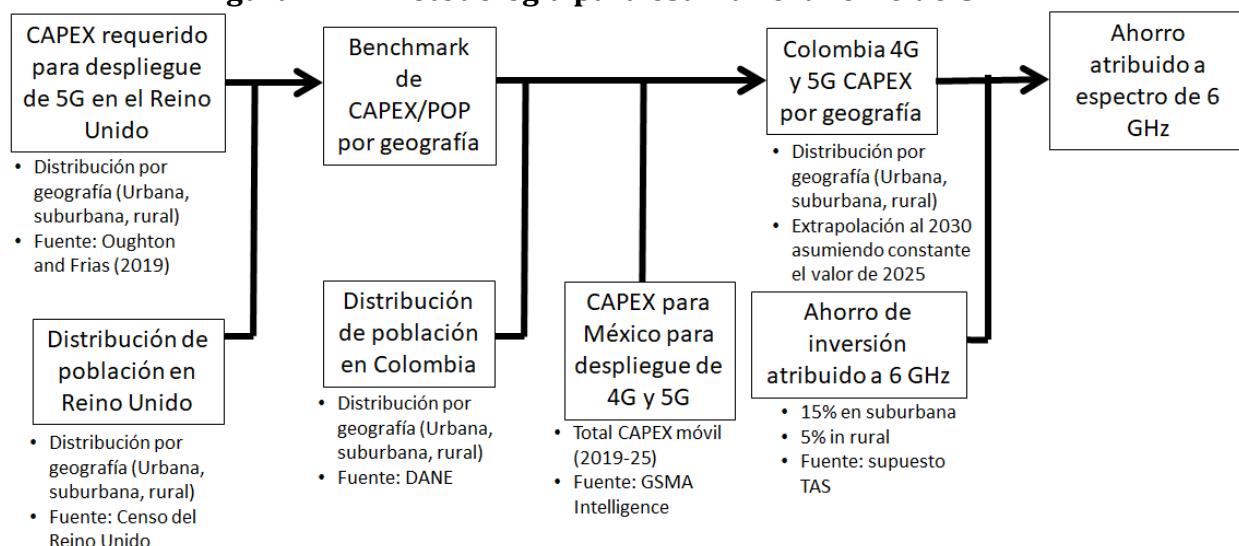 CAPEX requerido
para despliegue
de 5G en el Reino
Unido
• Distribución por
geografía (Urbana,
suburbana, rural)
• Fuente: Oughton
and Frias (2019)
Distribución de
población en
Reino Unido
• Distribución por
geografía (Urbana,
suburbana, rural)
• Fuente: Censo del
Reino Unido
Benchmark
de
CAPEX/POP
por geografía
Distribución
de población
en Colombia
• Distribución por
geografía (Urbana,
suburbana, rural)
• Fuente: DANE
CAPEX para
México para
despliegue de
4G y 5G
• Total CAPEX móvil
(2019-25)
• Fuente: GSMA
Intelligence
Colombia 4G
y 5G CAPEX
por geografía
• Distribución por
geografía (Urbana,
suburbana, rural)
• Extrapolación al 2030
asumiendo constante
el valor de 2025
Ahorro de
inversión
atribuido a 6 GHz
• 15% en suburbana
• 5% in rural
• Fuente: supuesto
TAS
Ahorro
atribuido a
espectro de 6
GHz